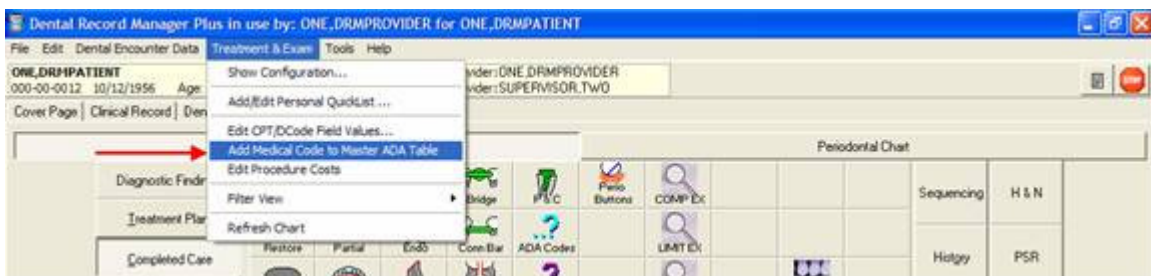 Dental Record Manager Plus in use by: ONE,DRMPROVIDER for ONE,DRMPATIENT
File Edit Dental Encounter Data Treatment & Exam Tools Help
ONE,DRMPATIENT
vider: ONE,DRMPROVIDER
000-00-0012 10/12/1956 Age:
vider: SUPERVISOR,TWO
Cover Page Clinical Record Den
Show Configuration...
Add/Edit Personal QuickList ...
Edit CPT/DCode Field Values...
Add Medical Code to Master ADA Table
Edit Procedure Costs
Filter View
Refresh Chart
Periodontal Chart
Diagnostic Findin
Treatment Plan
Completed Care
Bridge P & C Perio Buttons COMP EX
Restore Partial Endo Conn Bar ADA Codes LIMIT EX
Sequencing H & N
History PSR